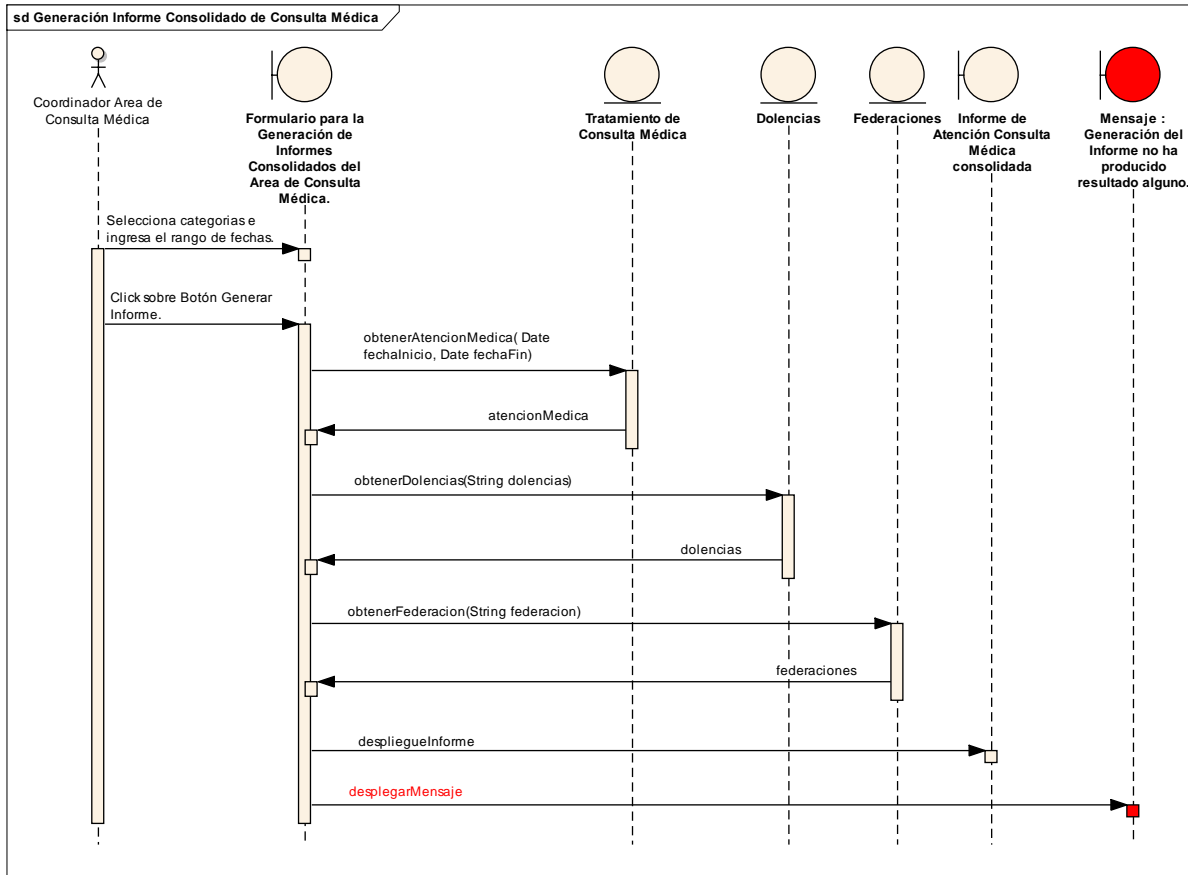 sd Generación Informe Consolidado de Consulta Médica
Coordinador Area de
Consulta Médica
Formulario para la
Generación de
Informes
Consolidados del
Area de Consulta
Médica.
Tratamiento de
Consulta Médica
Dolencias
Federaciones
Informe de
Atención Consulta
Médica
consolidada
Mensaje :
Generación del
Informe no ha
producido
resultado alguno.
Selecciona categorias e
ingresa el rango de fechas.
Click sobre Botón Generar
Informe.
obtenerAtencionMedica( Date
fechaInicio, Date fechaFin)
atencionMedica
obtenerDolencias(String dolencias)
dolencias
obtenerFederacion(String federacion)
federaciones
despliegueInforme
desplegarMensaje